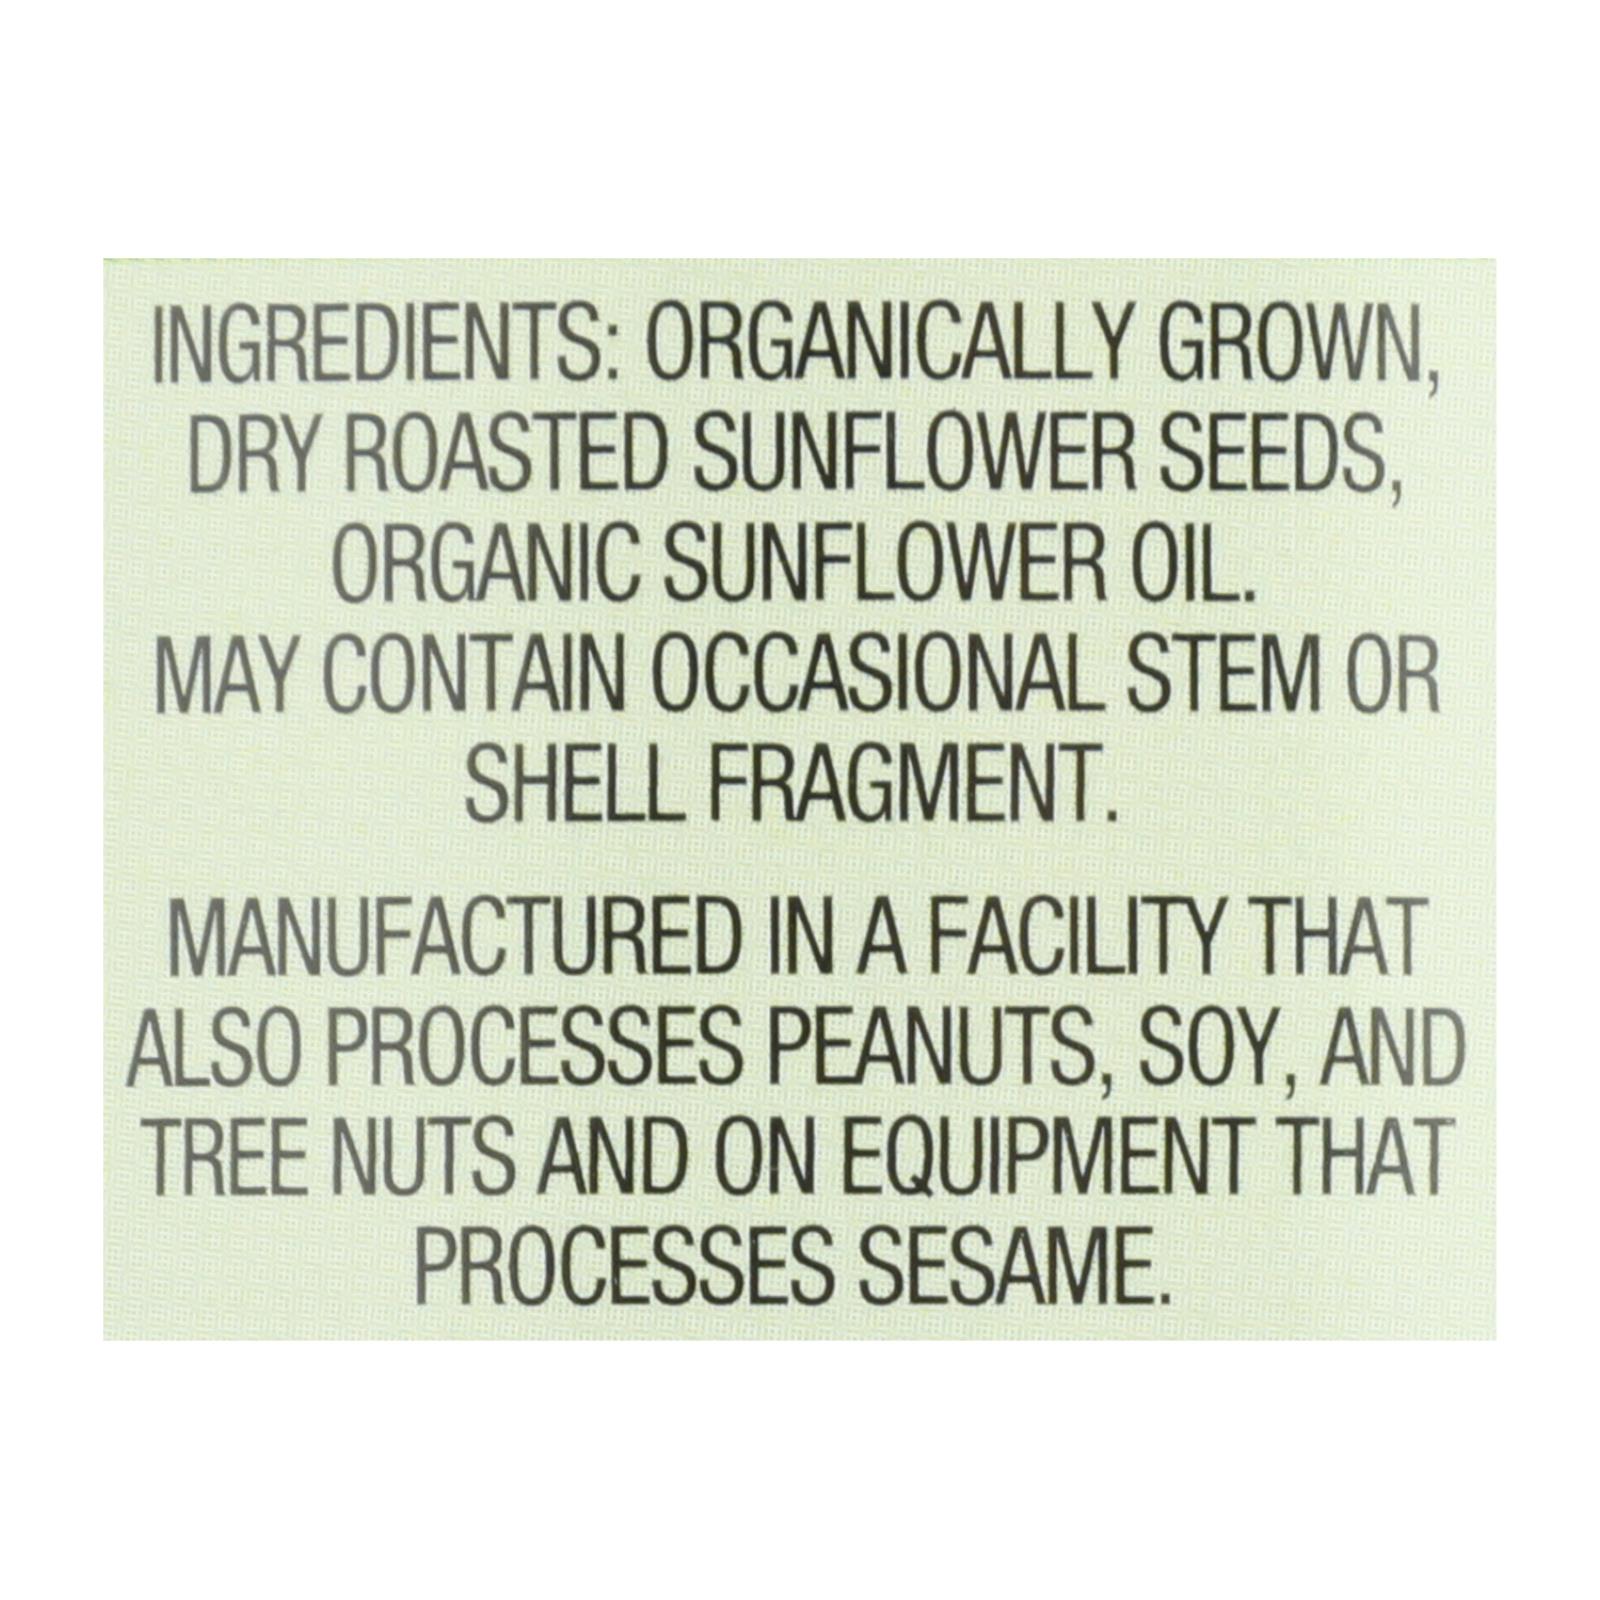 INGREDIENTS: ORGANICALLY GROWN,
DRY ROASTED SUNFLOWER SEEDS,
ORGANIC SUNFLOWER OIL.
MAY CONTAIN OCCASIONAL STEM OR
SHELL FRAGMENT.
MANUFACTURED IN A FACILITY THAT
ALSO PROCESSES PEANUTS, SOY, AND
TREE NUTS AND ON EQUIPMENT THAT
PROCESSES SESAME.